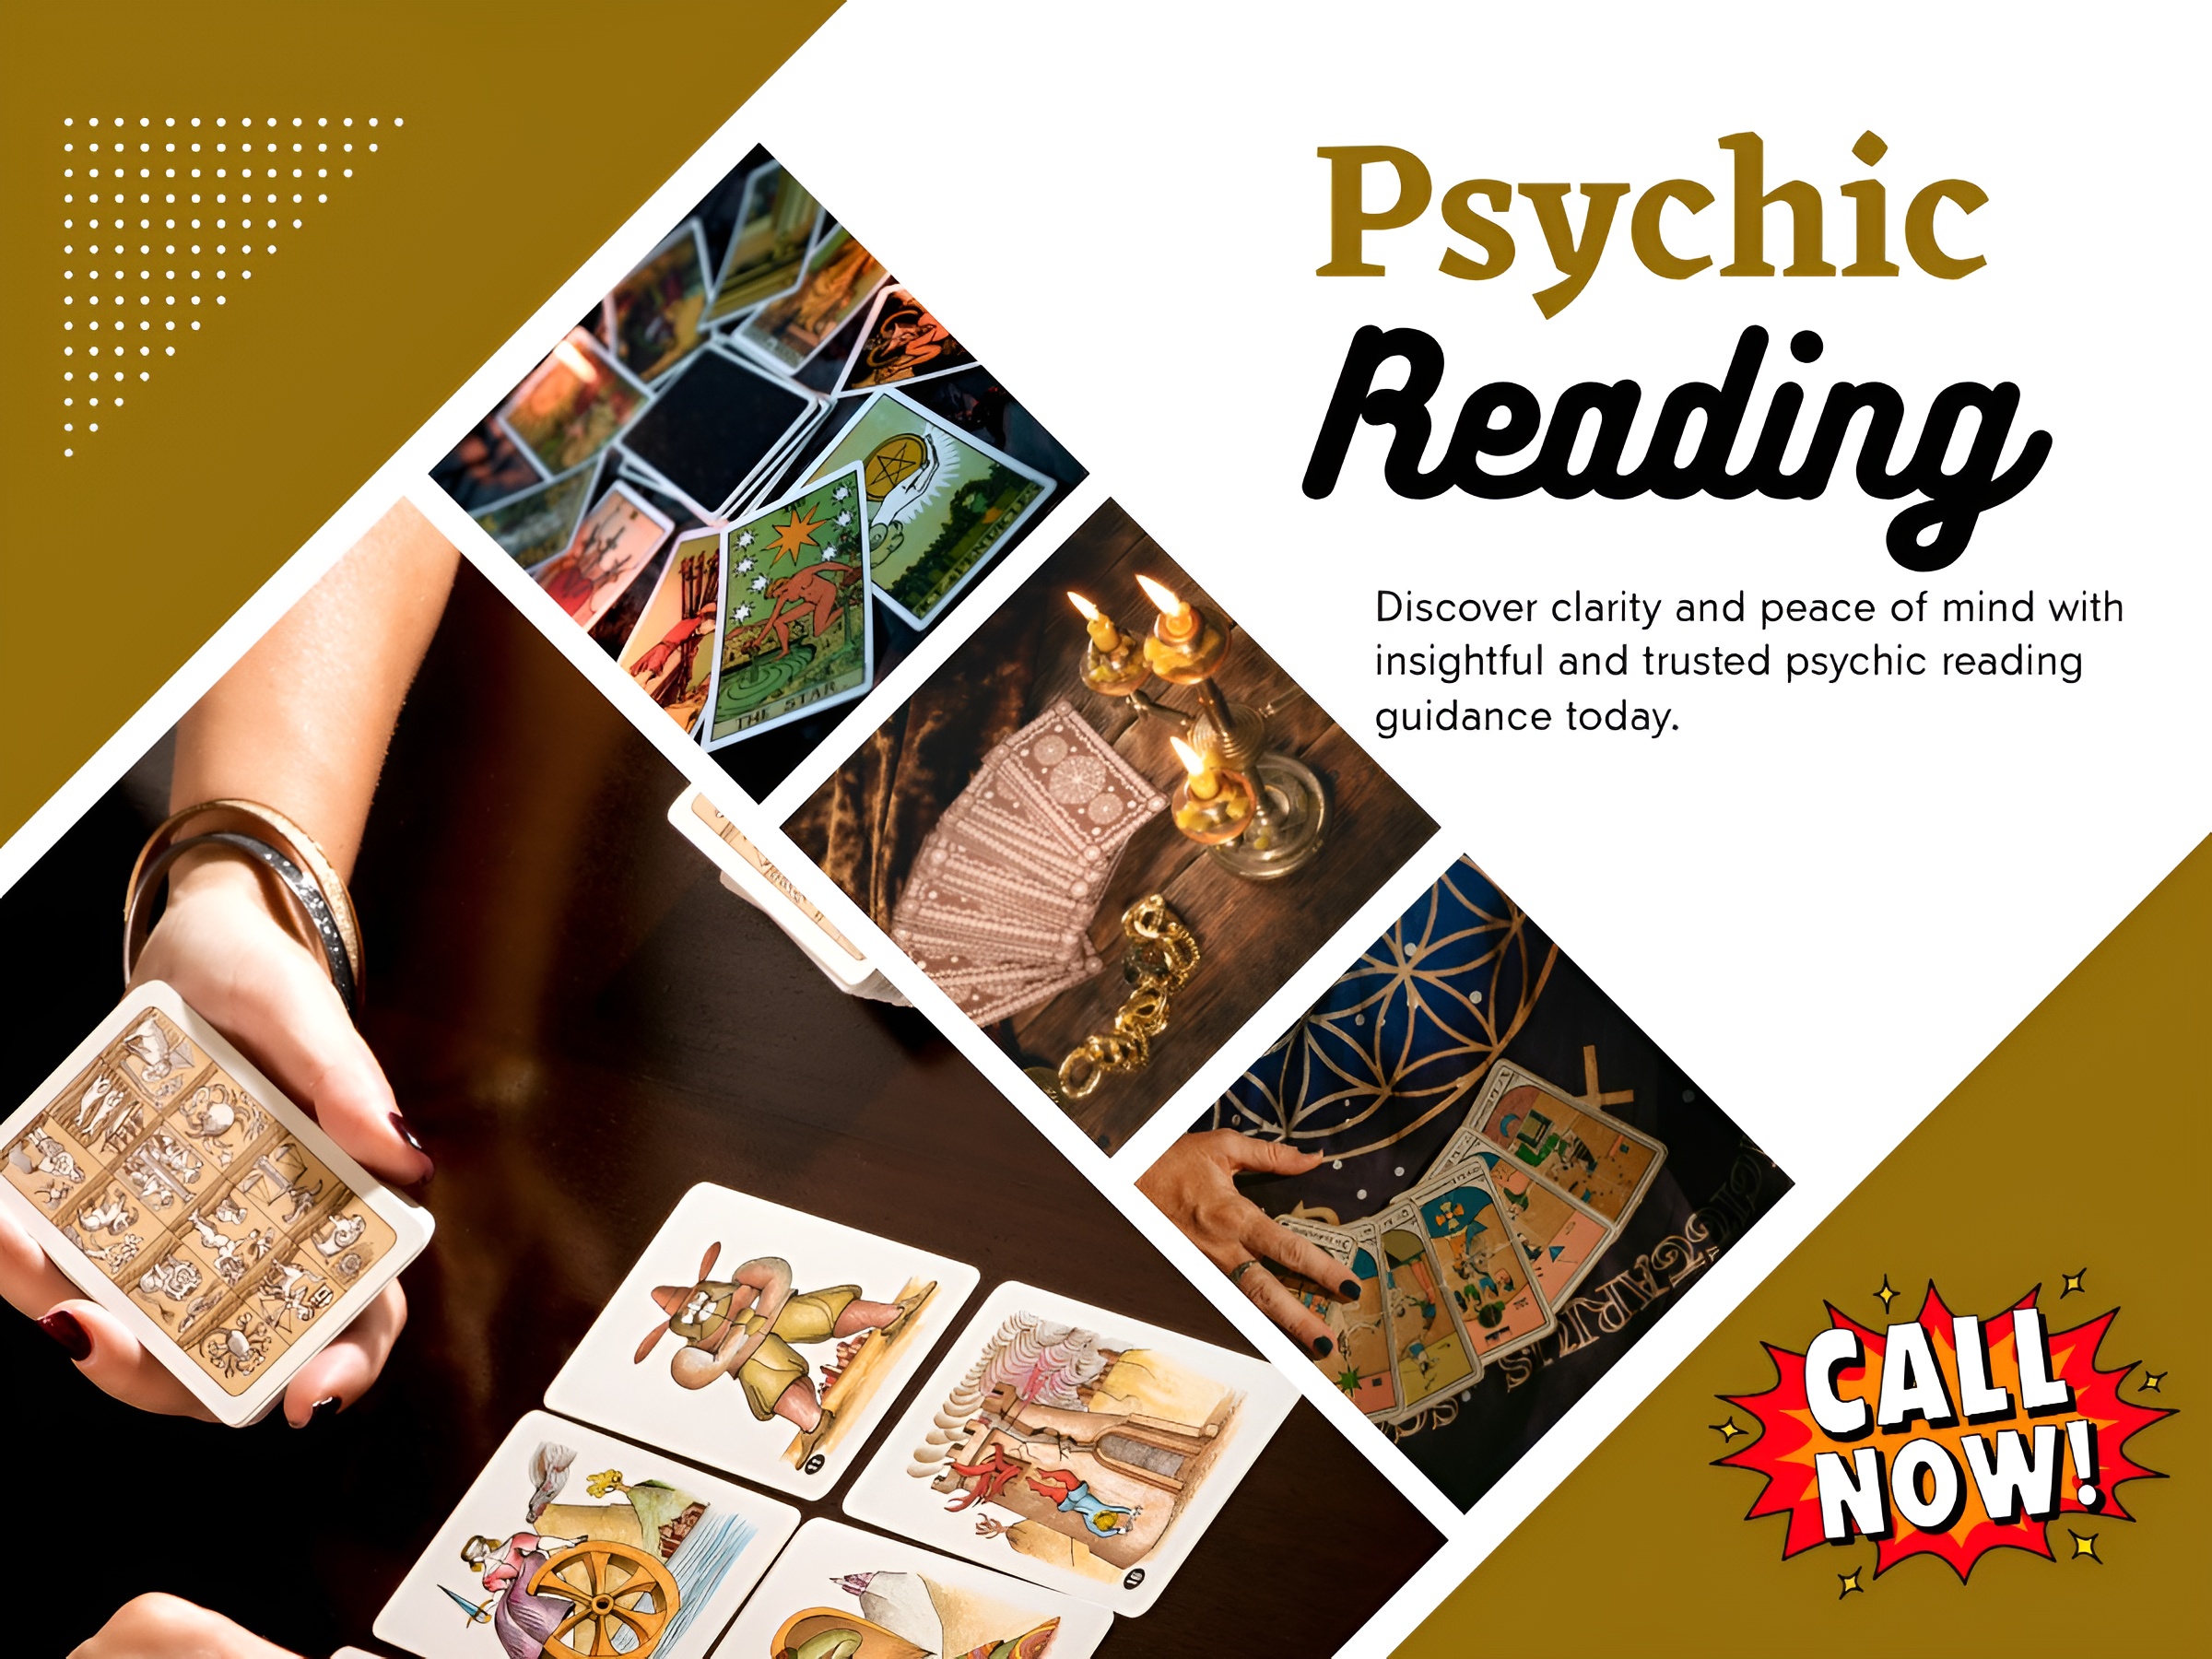 Psychic
Reading
Discover clarity and peace of mind with
insightful and trusted psychic reading
guidance today.
THE STAR
CALL
NOW!